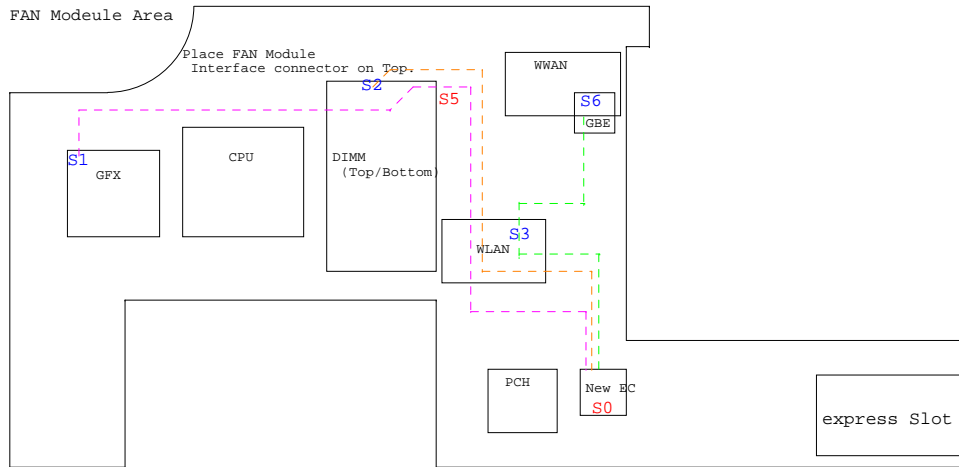 FAN Modeule Area
Place FAN Module
Interface connector on Top.
WWAN
S2
S5
S6
GBE
S1
GFX
CPU
DIMM
(Top/Bottom)
S3
WLAN
PCH
New EC
S0
express Slot